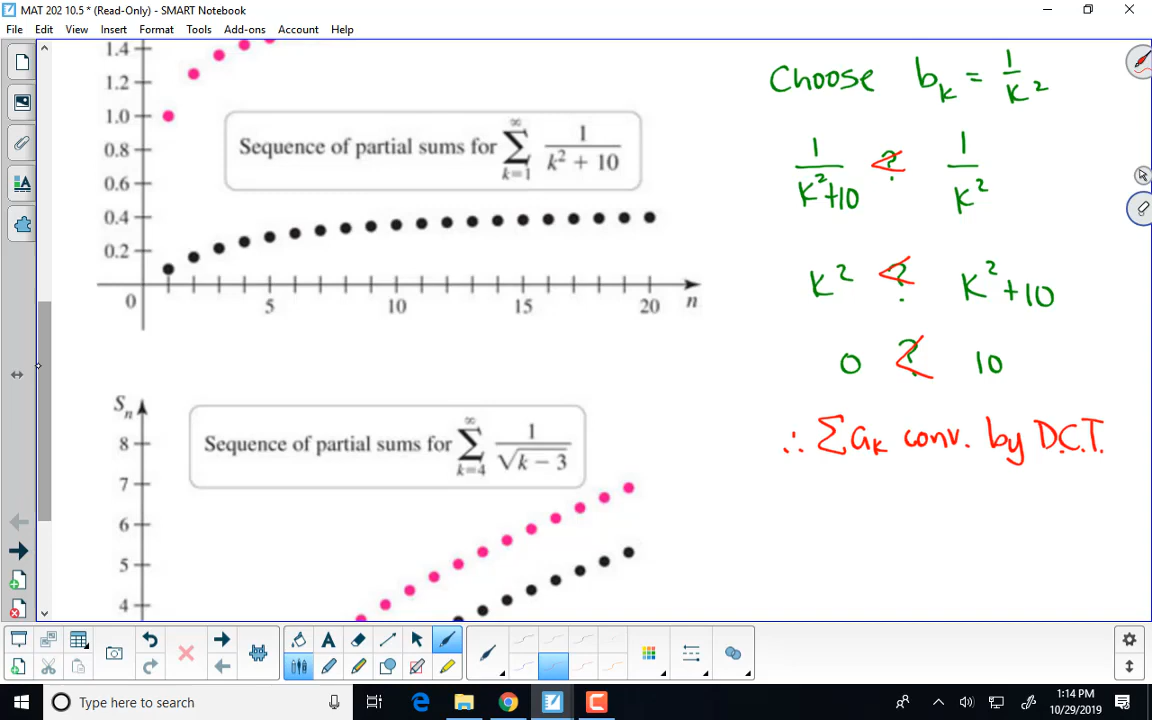 MAT 202 10.5 * (Read-Only) - SMART Notebook
File Edit View Insert Format Tools Add-ons Account Help
1.4
1.2
1.0
0.8
0.6
0.4
0.2
0 5 10 15 20 n
Sequence of partial sums for ∑_{k=1}^{∞} 1/(k² + 10)
Sₙ
8
7
6
5
4
Sequence of partial sums for ∑_{k=4}^{∞} 1/√(k − 3)
Choose b_k = 1/k²
1/(k²+10) <? 1/k²
k² <? k²+10
0 <? 10
∴ ∑a_k conv. by D.C.T.
Type here to search
1:14 PM
10/29/2019